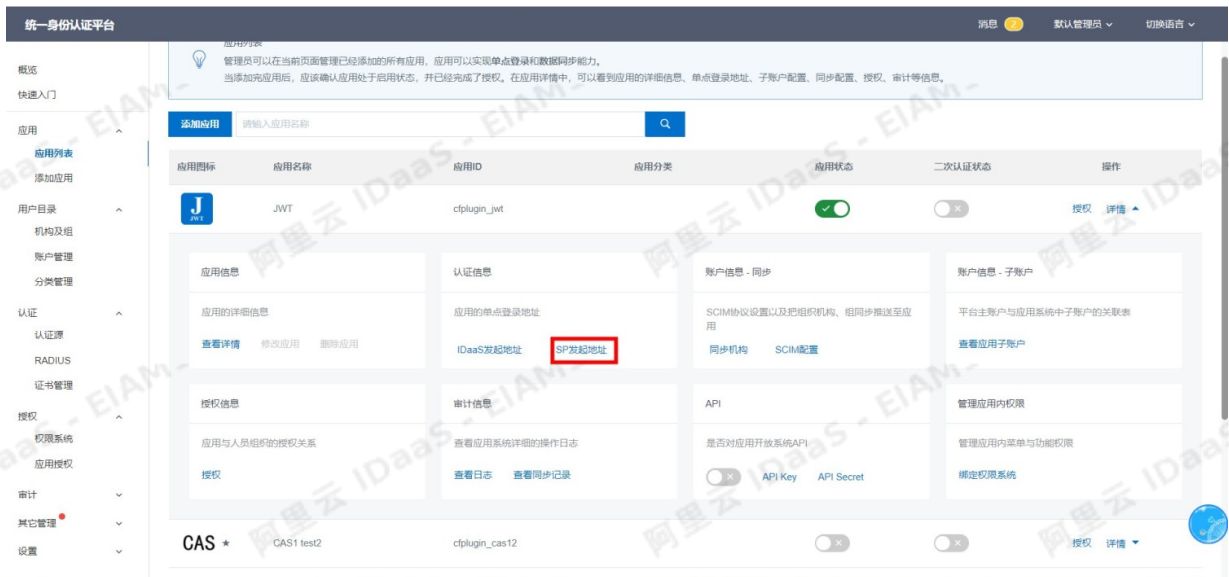 统一身份认证平台
消息 2 默认管理员 切换语言
概览
快速入门
应用
应用列表
添加应用
用户目录
机构及组
账户管理
分类管理
认证
认证源
RADIUS
证书管理
授权
权限系统
应用授权
审计
其它管理
设置
应用列表
管理员可以在当前页面管理已经添加的所有应用，应用可以实现单点登录和数据同步能力。
当添加完应用后，应该确认应用处于启用状态，并已经完成了授权。在应用详情中，可以看到应用的详细信息、单点登录地址、子账户配置、同步配置、授权、审计等信息。
添加应用 请输入应用名称
应用图标 应用名称 应用ID 应用分类 应用状态 二次认证状态 操作
J JWT JWT cfplugin_jwt 授权 详情
应用信息
应用的详细信息
查看详情 修改应用 删除应用
认证信息
应用的单点登录地址
IDaaS发起地址 SP发起地址
账户信息 - 同步
SCIM协议设置以及把组织机构、组同步推送至应
用
同步机构 SCIM配置
账户信息 - 子账户
平台主账户与应用系统中子账户的关联表
查看应用子账户
授权信息
应用与人员组织的授权关系
授权
审计信息
查看应用系统详细的操作日志
查看日志 查看同步记录
API
是否对应用开放系统API
API Key API Secret
管理应用内权限
管理应用内菜单与功能权限
绑定权限系统
CAS ★ CAS1 test2 cfplugin_cas12 授权 详情
阿里云 IDaaS - EIAM